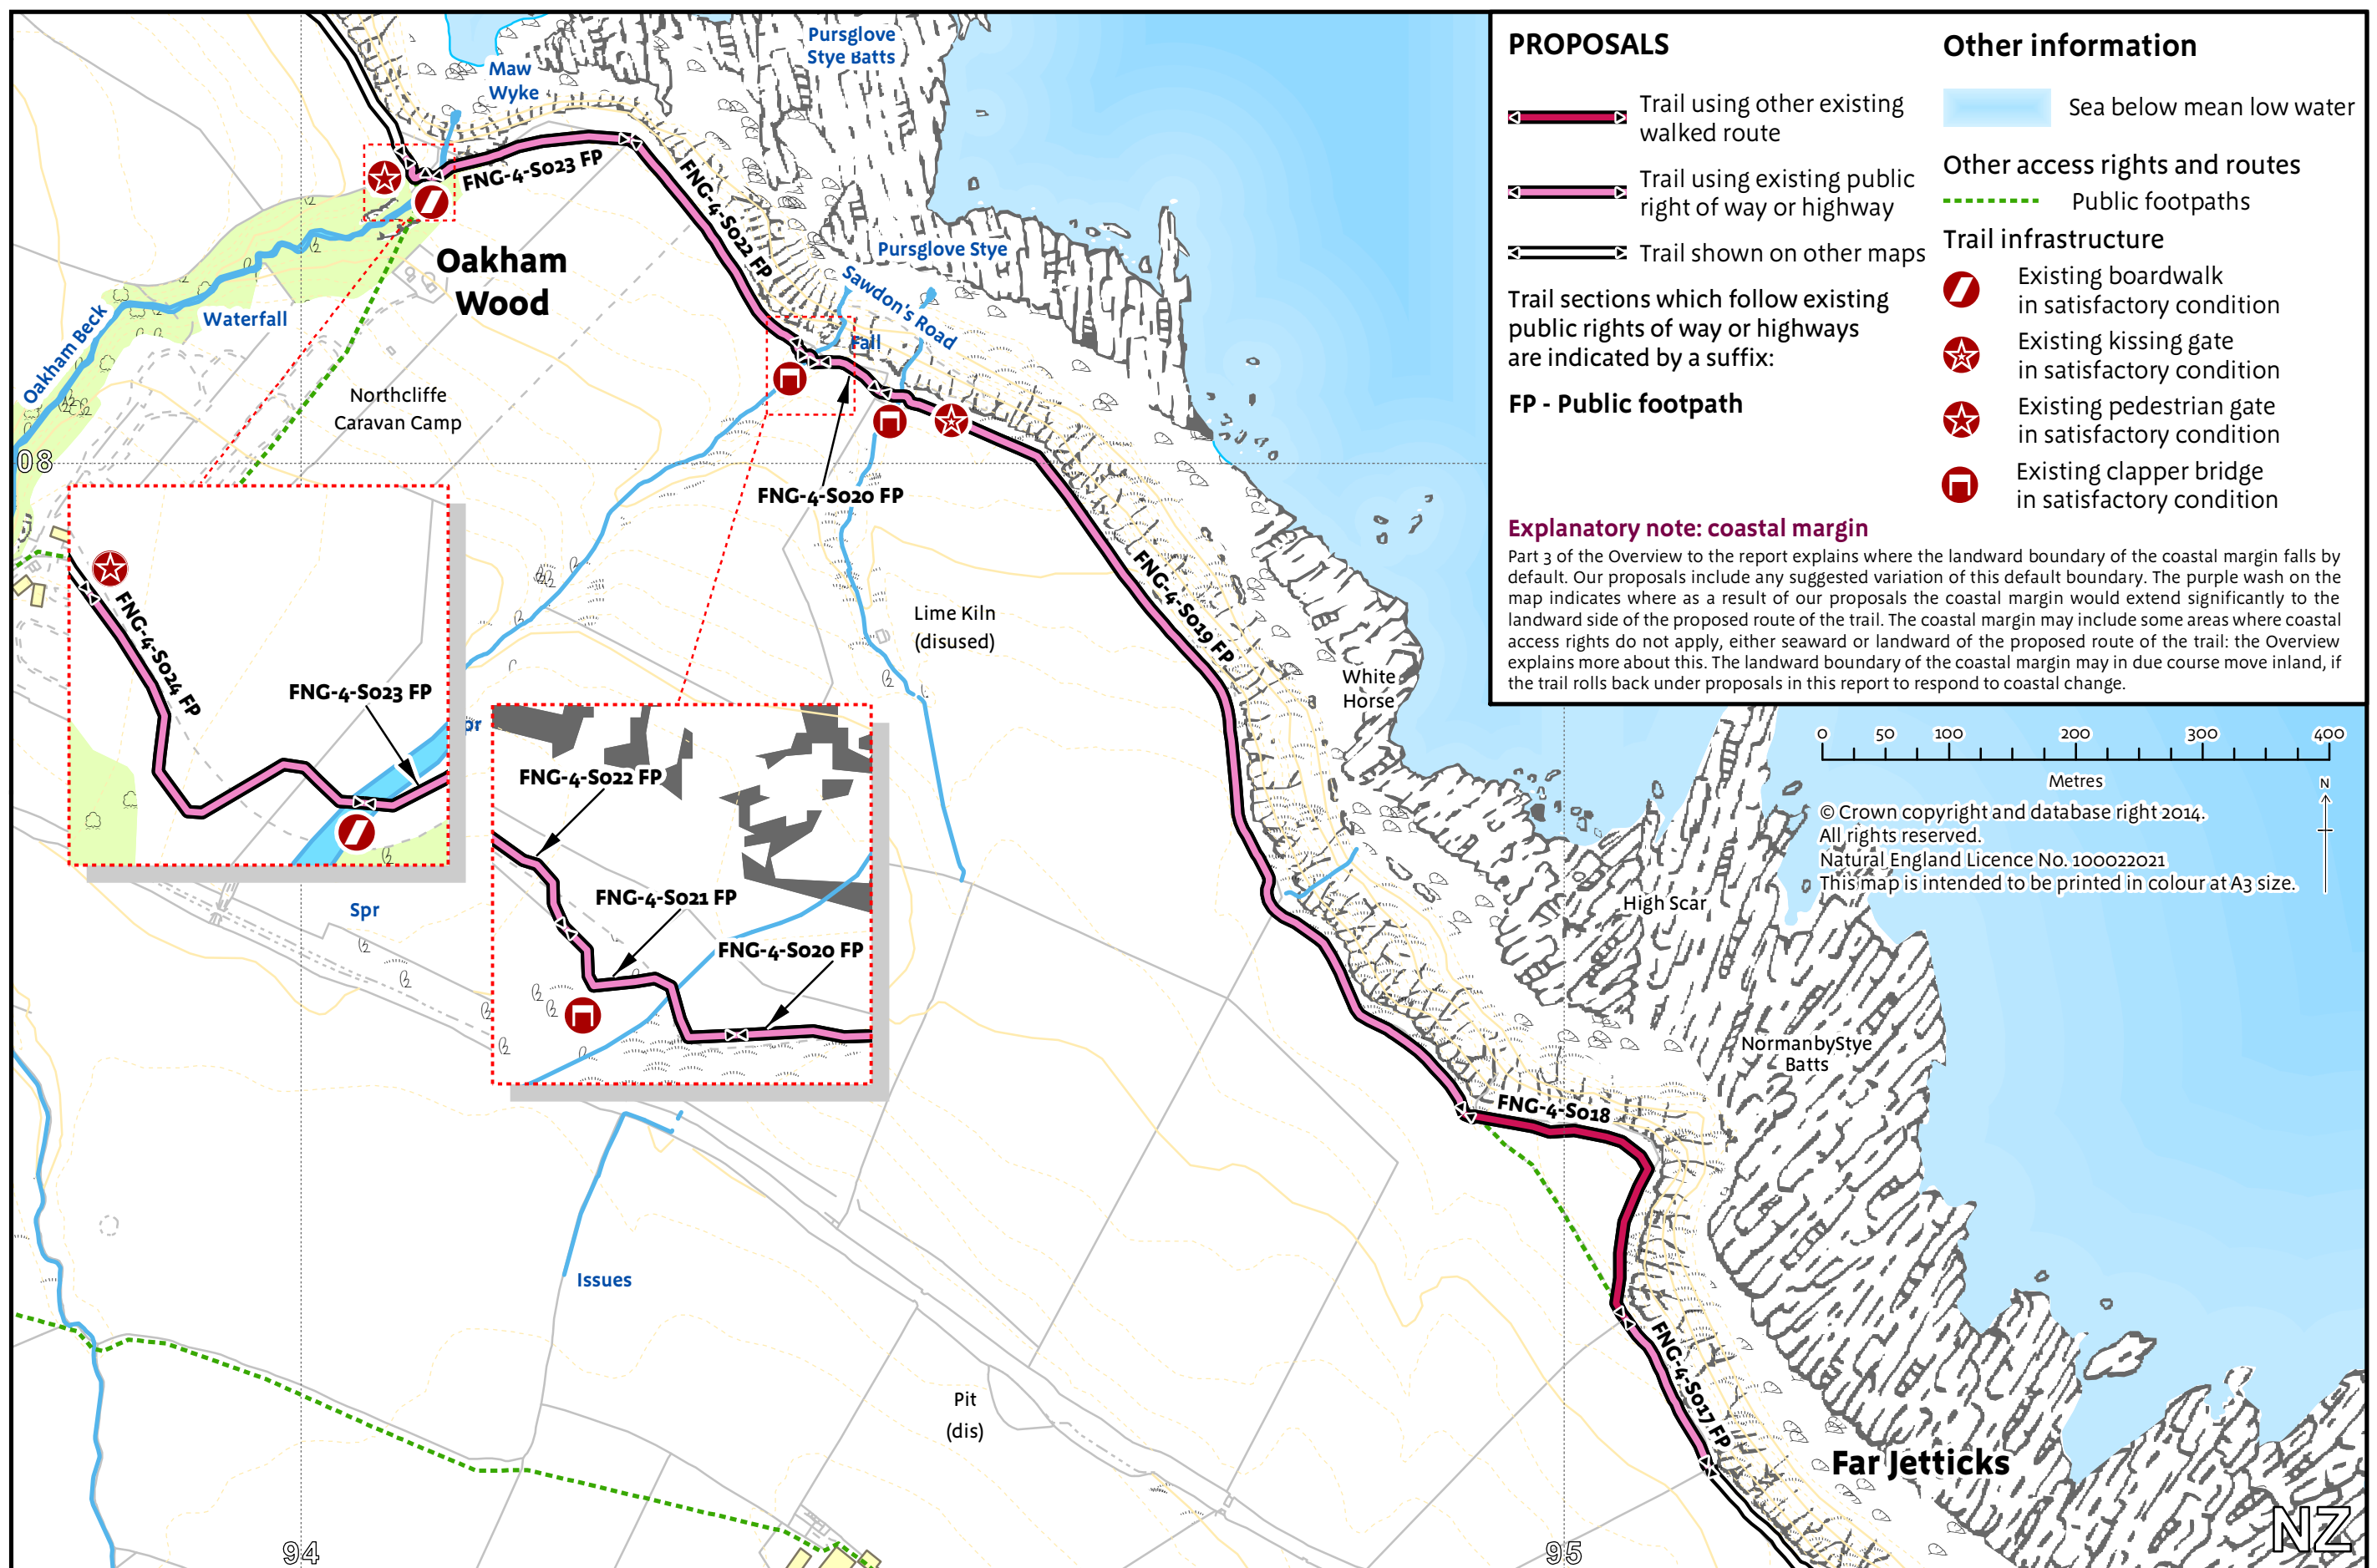 PROPOSALS
Trail using other existing
walked route
Trail using existing public
right of way or highway
Trail shown on other maps
Trail sections which follow existing
public rights of way or highways
are indicated by a suffix:
FP - Public footpath
Other information
Sea below mean low water
Other access rights and routes
Public footpaths
Trail infrastructure
Existing boardwalk
in satisfactory condition
Existing kissing gate
in satisfactory condition
Existing pedestrian gate
in satisfactory condition
Existing clapper bridge
in satisfactory condition
Explanatory note: coastal margin
Part 3 of the Overview to the report explains where the landward boundary of the coastal margin falls by
default. Our proposals include any suggested variation of this default boundary. The purple wash on the
map indicates where as a result of our proposals the coastal margin would extend significantly to the
landward side of the proposed route of the trail. The coastal margin may include some areas where coastal
access rights do not apply, either seaward or landward of the proposed route of the trail: the Overview
explains more about this. The landward boundary of the coastal margin may in due course move inland, if
the trail rolls back under proposals in this report to respond to coastal change.
0 50 100 200 300 400
Metres
N
© Crown copyright and database right 2014.
All rights reserved.
Natural England Licence No. 100022021
This map is intended to be printed in colour at A3 size.
Pursglove
Stye Batts
Maw
Wyke
FNG-4-S023 FP
FNG-4-S022 FP
Pursglove Stye
Sawdon's Road
Fall
Oakham
Wood
Waterfall
Oakham Beck
Northcliffe
Caravan Camp
08
FNG-4-S020 FP
FNG-4-S019 FP
Lime Kiln
(disused)
White
Horse
FNG-4-S024 FP
FNG-4-S023 FP
Spr
FNG-4-S022 FP
FNG-4-S021 FP
FNG-4-S020 FP
Spr
High Scar
NormanbyStye
Batts
FNG-4-S018
Issues
FNG-4-S017 FP
Pit
(dis)
Far Jetticks
94
95
NZ